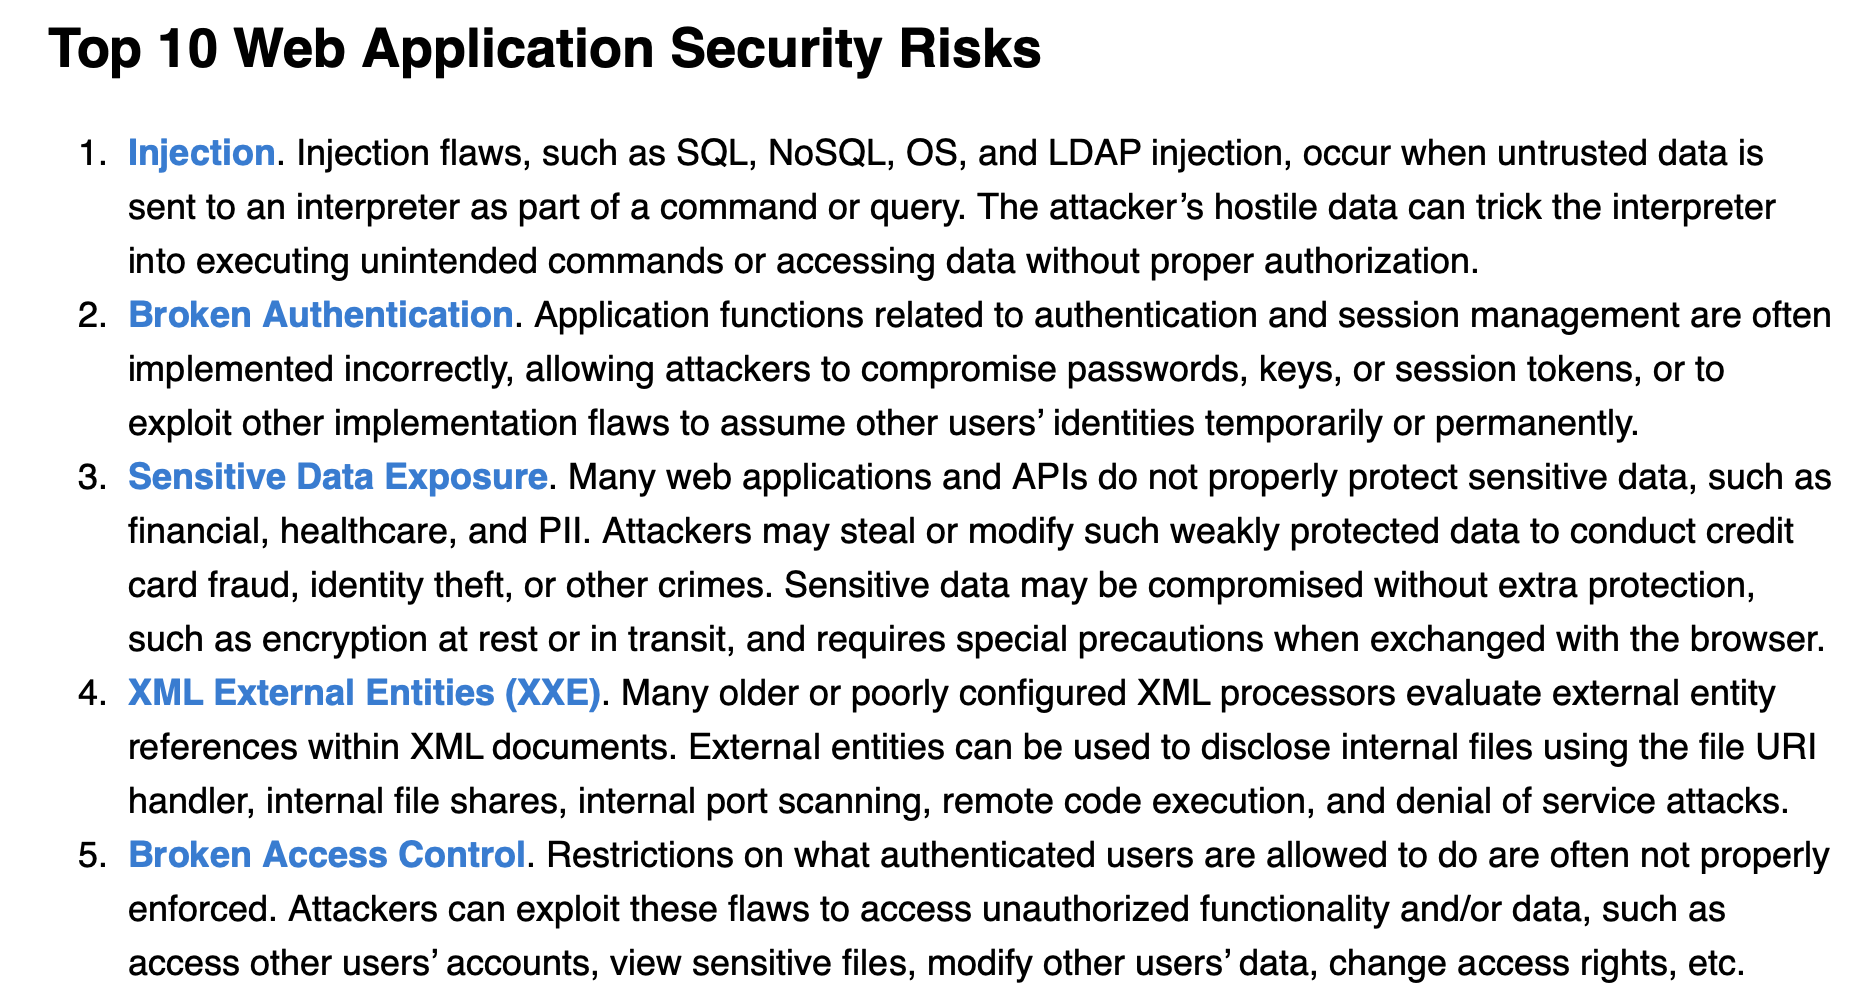 Top 10 Web Application Security Risks
1. Injection. Injection flaws, such as SQL, NoSQL, OS, and LDAP injection, occur when untrusted data is
sent to an interpreter as part of a command or query. The attacker’s hostile data can trick the interpreter
into executing unintended commands or accessing data without proper authorization.
2. Broken Authentication. Application functions related to authentication and session management are often
implemented incorrectly, allowing attackers to compromise passwords, keys, or session tokens, or to
exploit other implementation flaws to assume other users’ identities temporarily or permanently.
3. Sensitive Data Exposure. Many web applications and APIs do not properly protect sensitive data, such as
financial, healthcare, and PII. Attackers may steal or modify such weakly protected data to conduct credit
card fraud, identity theft, or other crimes. Sensitive data may be compromised without extra protection,
such as encryption at rest or in transit, and requires special precautions when exchanged with the browser.
4. XML External Entities (XXE). Many older or poorly configured XML processors evaluate external entity
references within XML documents. External entities can be used to disclose internal files using the file URI
handler, internal file shares, internal port scanning, remote code execution, and denial of service attacks.
5. Broken Access Control. Restrictions on what authenticated users are allowed to do are often not properly
enforced. Attackers can exploit these flaws to access unauthorized functionality and/or data, such as
access other users’ accounts, view sensitive files, modify other users’ data, change access rights, etc.